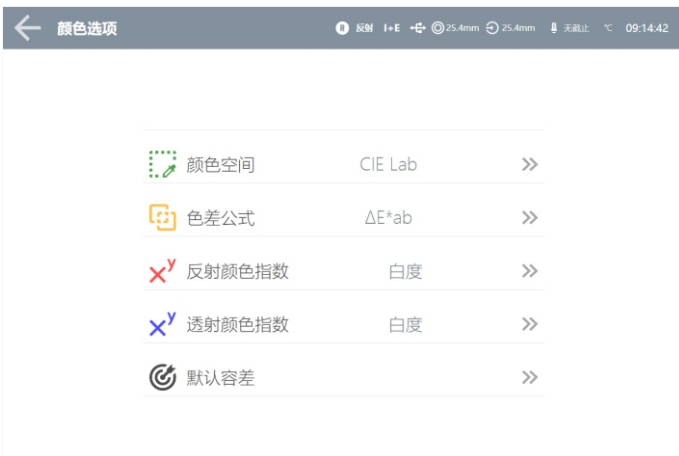 颜色选项 R 反射 I+E 25.4mm 25.4mm 无截止 ℃ 09:14:42
颜色空间 CIE Lab
色差公式 ΔE*ab
反射颜色指数 白度
透射颜色指数 白度
默认容差